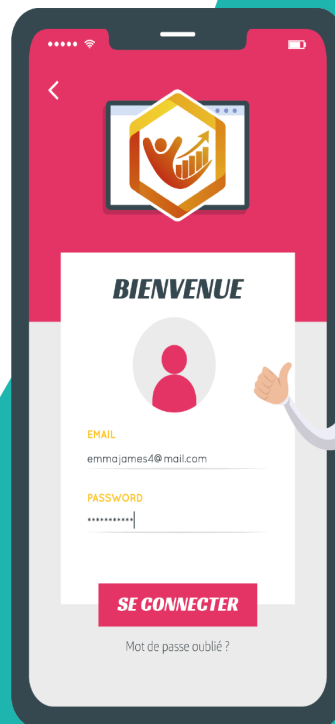 BIENVENUE
EMAIL
emmajames4@mail.com
PASSWORD
***********
SE CONNECTER
Mot de passe oublié ?